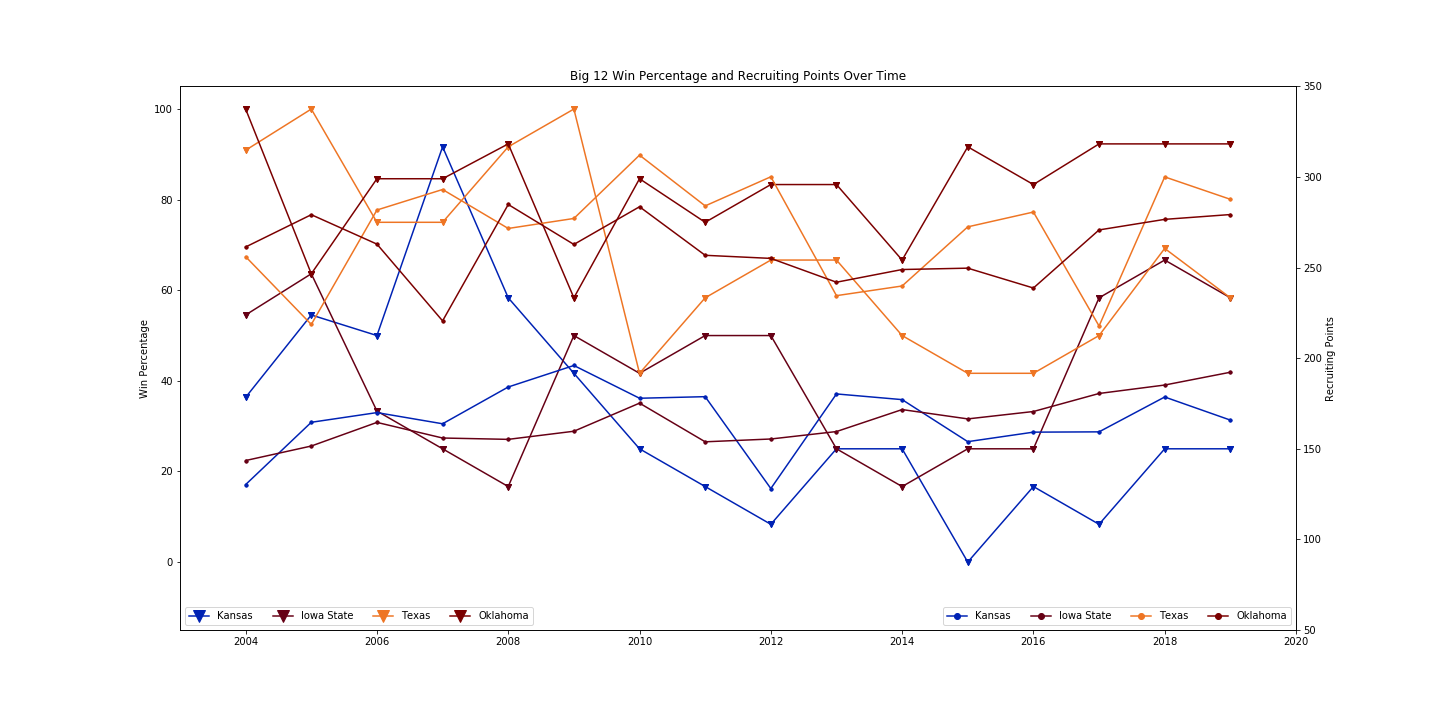 Big 12 Win Percentage and Recruiting Points Over Time
100
80
60
40
20
0
Win Percentage
350
300
250
200
150
100
50
Recruiting Points
Kansas Iowa State Texas Oklahoma
Kansas Iowa State Texas Oklahoma
2004 2006 2008 2010 2012 2014 2016 2018 2020